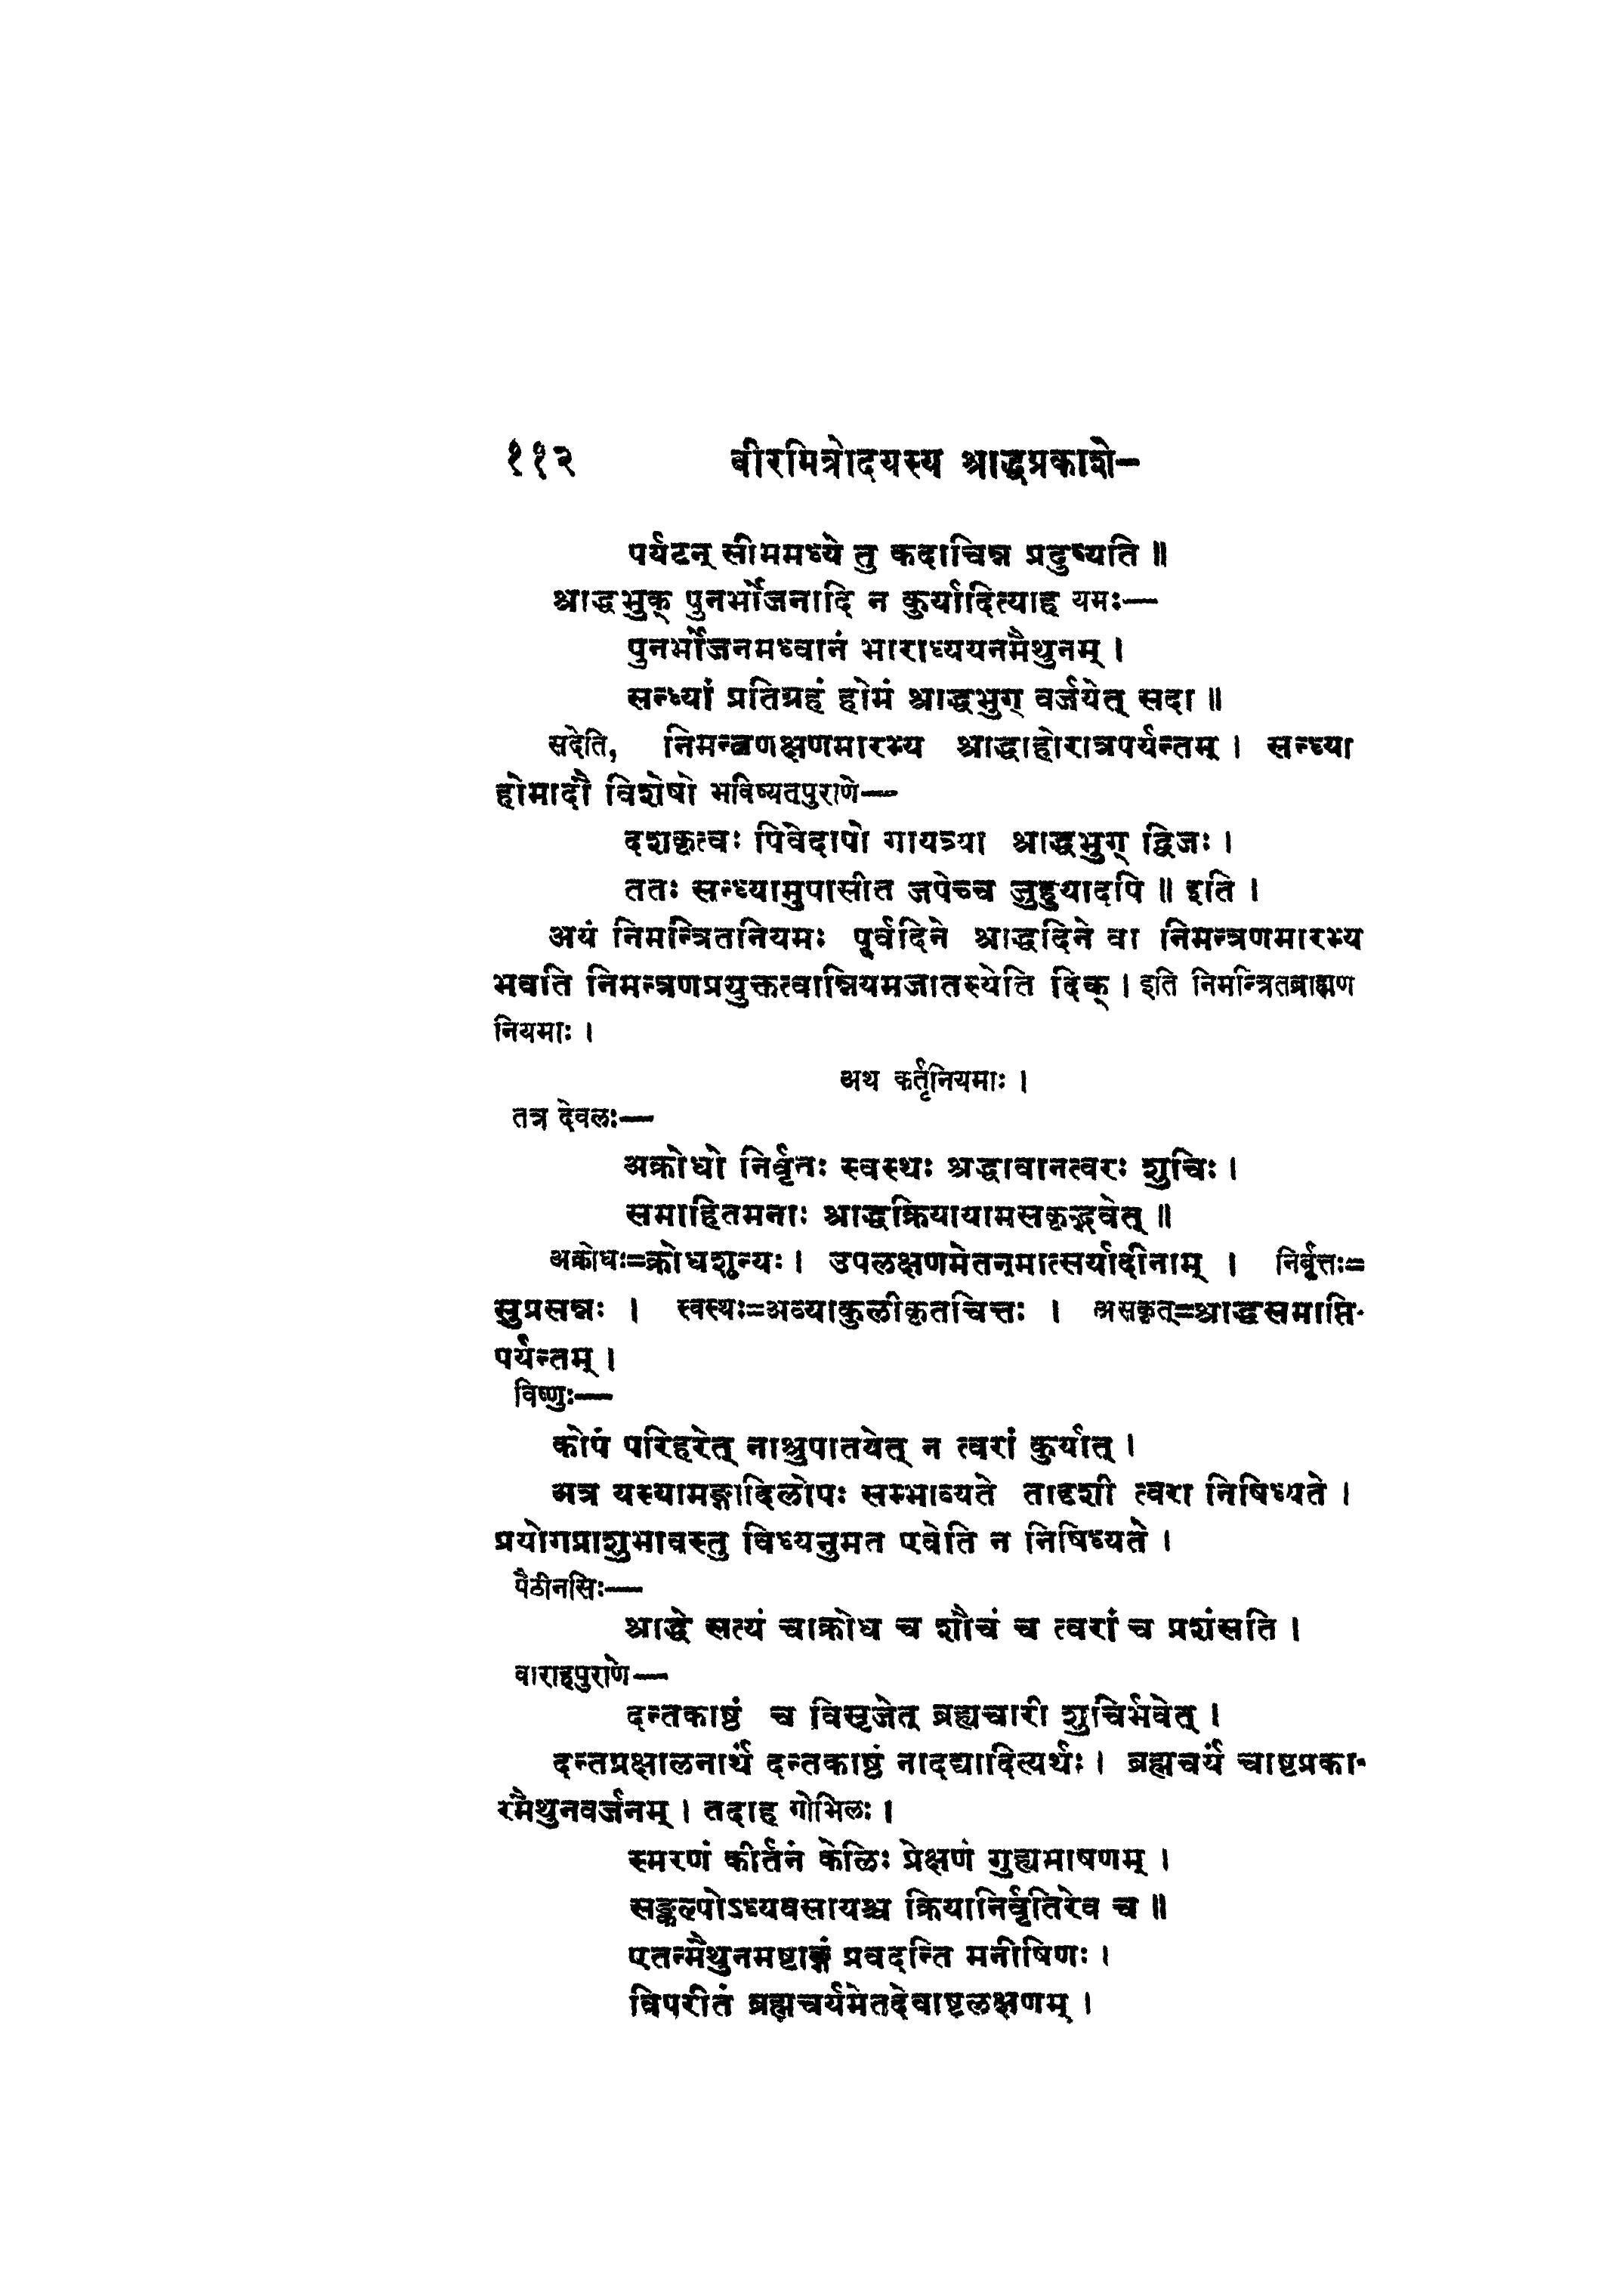 ११२ वीरमित्रोदयस्य श्राद्धप्रकाशे-
पर्यटन् सीममध्ये तु कदाचिन्न प्रदुष्यति ॥
श्राद्धभुक् पुनर्भोजनादि न कुर्यादित्याह यमः—
पुनर्भोजनमध्वानं भाराध्ययनमैथुनम् ।
सन्ध्यां प्रतिग्रहं होमं श्राद्धभुग् वर्जयेत् सदा ॥
सदेति, निमन्त्रणक्षणमारभ्य श्राद्धाहोरात्रपर्यन्तम् । सन्ध्या
होमादौ विशेषो भविष्यत्पुराणे—
दशकृत्वः पिवेदापो गायत्र्या श्राद्धभुग् द्विजः ।
ततः सन्ध्यामुपासीत जपेच्च जुहुयादपि ॥ इति ।
अयं निमन्त्रितनियमः पूर्वदिने श्राद्धदिने वा निमन्त्रणमारभ्य
भवति निमन्त्रणप्रयुक्तत्वान्नियमजातस्येति दिक् । इति निमन्त्रितब्राह्मण
नियमाः ।
अथ कर्तृनियमाः ।
तत्र देवलः—
अक्रोधो निर्वृनः स्वस्थः श्रद्धावानत्वरः शुचिः ।
समाहितमनाः श्राद्धक्रियायामसकृद्भवेत् ॥
अक्रोधः=क्रोधशून्यः । उपलक्षणमेतन्मात्सर्यादीनाम् । निर्वृत्तः=
सुप्रसन्नः । स्वस्थः=अव्याकुलीकृतचित्तः । असकृत्=श्राद्धसमाप्ति-
पर्यन्तम् ।
विष्णुः—
कोपं परिहरेत् नाश्रुपातयेत् न त्वरां कुर्यात् ।
अत्र यस्यामङ्गादिलोपः सम्भाव्यते तादृशी त्वरा निषिध्यते ।
प्रयोगप्राशुभावस्तु विध्यनुमत एवेति न निषिध्यते ।
पैठीनसिः—
श्राद्धे सत्यं चाक्रोध च शौचं च त्वरां च प्रशंसति ।
वाराहपुराणे—
दन्तकाष्ठं च विसृजेत् ब्रह्मचारी शुचिर्भवेत् ।
दन्तप्रक्षालनार्थं दन्तकाष्ठं नादद्यादित्यर्थः । ब्रह्मचर्यं चाष्टप्रका-
रमैथुनवर्जनम् । तदाह गोभिलः ।
स्मरणं कीर्तनं केलिः प्रेक्षणं गुह्यभाषणम् ।
सङ्कल्पोऽध्यवसायश्च क्रियानिर्वृतिरेव च ॥
एतन्मैथुनमष्टाङ्गं प्रवदन्ति मनीषिणः ।
विपरीतं ब्रह्मचर्यमेतदेवाष्टलक्षणम् ।